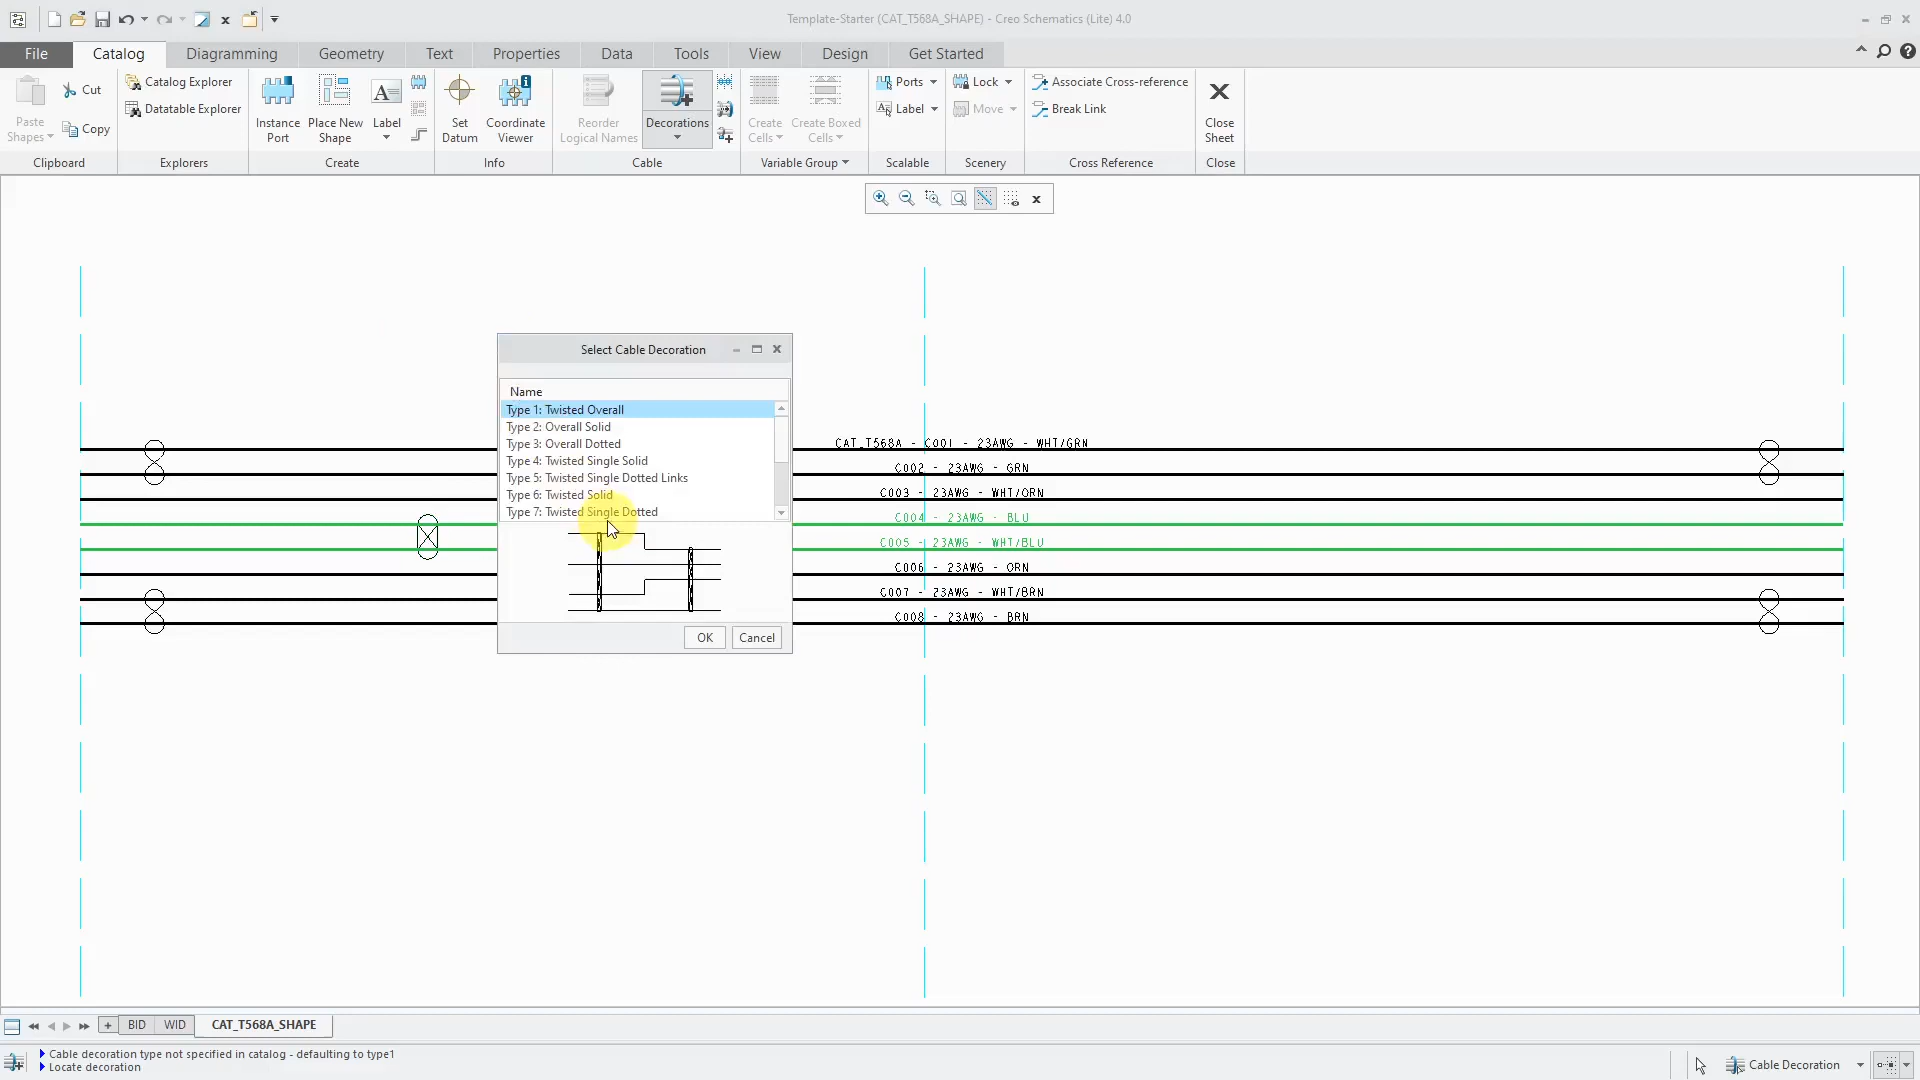 Template-Starter (CAT_T568A_SHAPE) - Creo Schematics (Lite) 4.0
File Catalog Diagramming Geometry Text Properties Data Tools View Design Get Started
Paste Shapes
Cut
Copy
Clipboard
Catalog Explorer
Datatable Explorer
Explorers
Instance Port
Place New Shape
Label
Create
Set Datum
Coordinate Viewer
Info
Reorder Logical Names
Decorations
Cable
Create Cells
Create Boxed Cells
Variable Group
Ports
Label
Scalable
Lock
Move
Scenery
Associate Cross-reference
Break Link
Cross Reference
Close Sheet
Close
Select Cable Decoration
Name
Type 1: Twisted Overall
Type 2: Overall Solid
Type 3: Overall Dotted
Type 4: Twisted Single Solid
Type 5: Twisted Single Dotted Links
Type 6: Twisted Solid
Type 7: Twisted Single Dotted
OK Cancel
CAT_T568A - C001 - 23AWG - WHT/GRN
C002 - 23AWG - GRN
C003 - 23AWG - WHT/ORN
C004 - 23AWG - BLU
C005 - 23AWG - WHT/BLU
C006 - 23AWG - ORN
C007 - 23AWG - WHT/BRN
C008 - 23AWG - BRN
BID WID CAT_T568A_SHAPE
Cable decoration type not specified in catalog - defaulting to type1
Locate decoration
Cable Decoration